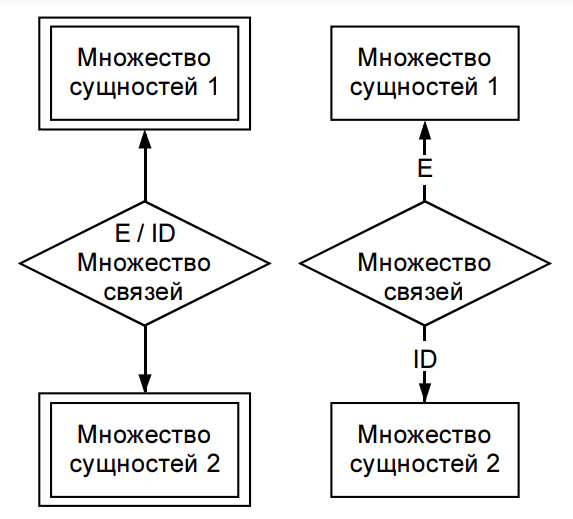 Множество
сущностей 1
E / ID
Множество
связей
Множество
сущностей 2
Множество
сущностей 1
E
Множество
связей
ID
Множество
сущностей 2